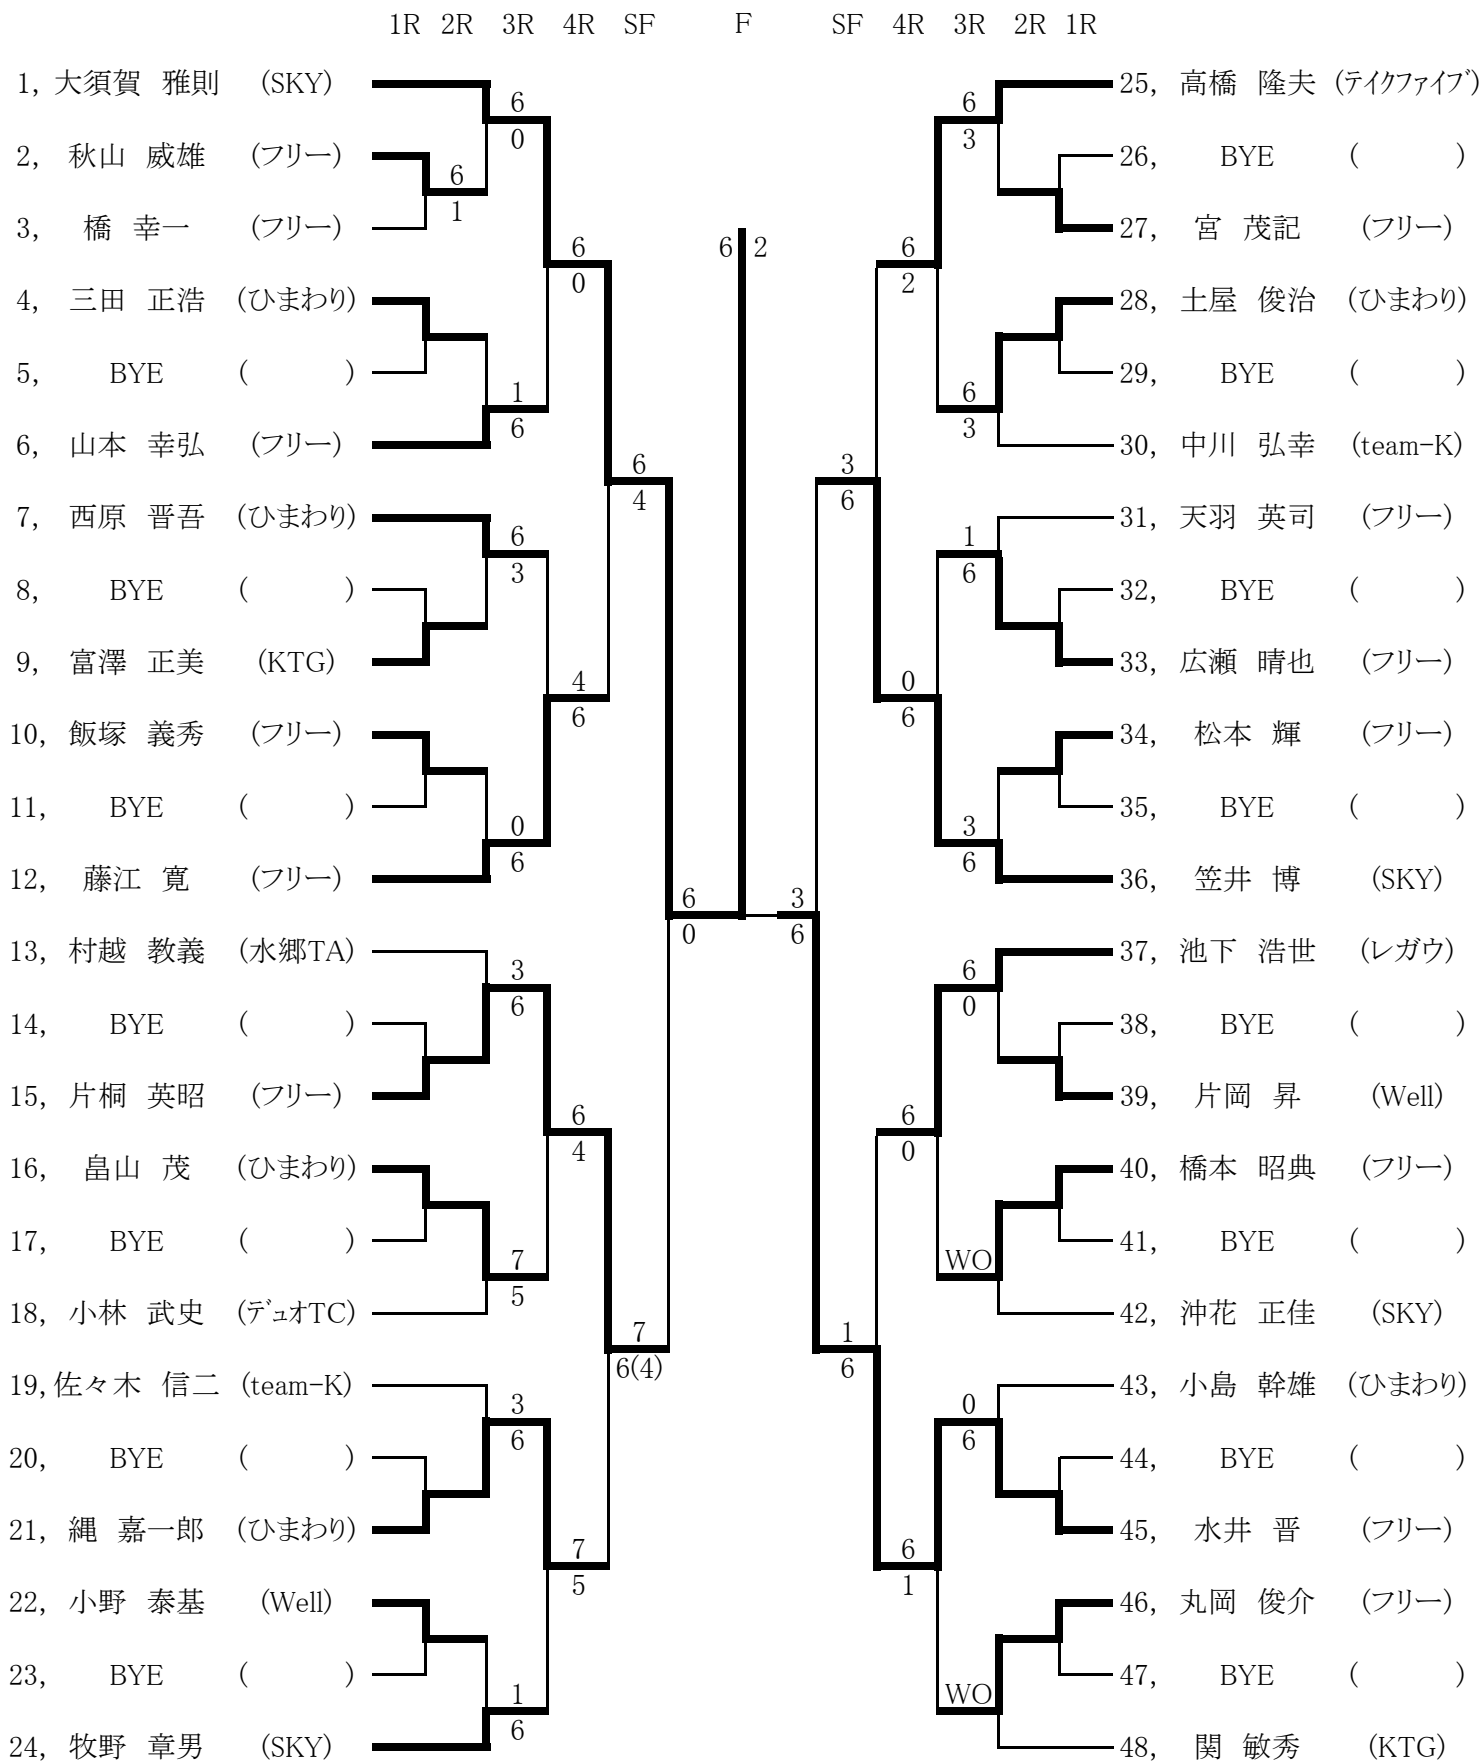 1R 2R 3R 4R SF F SF 4R 3R 2R 1R
1, 大須賀 雅則 (SKY) 25, 高橋 隆夫 (テイクファイブ)
6 6
0 3
2, 秋山 威雄 (フリー) 26, BYE ( )
6
1
3, 橋 幸一 (フリー) 27, 宮 茂記 (フリー)
6 6 2 6
0 2
4, 三田 正浩 (ひまわり) 28, 土屋 俊治 (ひまわり)
5, BYE ( ) 29, BYE ( )
1 6
6 3
6, 山本 幸弘 (フリー) 30, 中川 弘幸 (team-K)
6 3
4 6
7, 西原 晋吾 (ひまわり) 31, 天羽 英司 (フリー)
6 1
3 6
8, BYE ( ) 32, BYE ( )
9, 富澤 正美 (KTG) 33, 広瀬 晴也 (フリー)
4 0
6 6
10, 飯塚 義秀 (フリー) 34, 松本 輝 (フリー)
11, BYE ( ) 35, BYE ( )
0 3
6 6
12, 藤江 寛 (フリー) 36, 笠井 博 (SKY)
6 3
0 6
13, 村越 教義 (水郷TA) 37, 池下 浩世 (レガウ)
3 6
6 0
14, BYE ( ) 38, BYE ( )
15, 片桐 英昭 (フリー) 39, 片岡 昇 (Well)
6 6
4 0
16, 畠山 茂 (ひまわり) 40, 橋本 昭典 (フリー)
17, BYE ( ) 41, BYE ( )
7 WO
5
18, 小林 武史 (デュオTC) 42, 沖花 正佳 (SKY)
7 1
6(4) 6
19, 佐々木 信二 (team-K) 43, 小島 幹雄 (ひまわり)
3 0
6 6
20, BYE ( ) 44, BYE ( )
21, 縄 嘉一郎 (ひまわり) 45, 水井 晋 (フリー)
7 6
5 1
22, 小野 泰基 (Well) 46, 丸岡 俊介 (フリー)
23, BYE ( ) 47, BYE ( )
1 WO
6
24, 牧野 章男 (SKY) 48, 関 敏秀 (KTG)